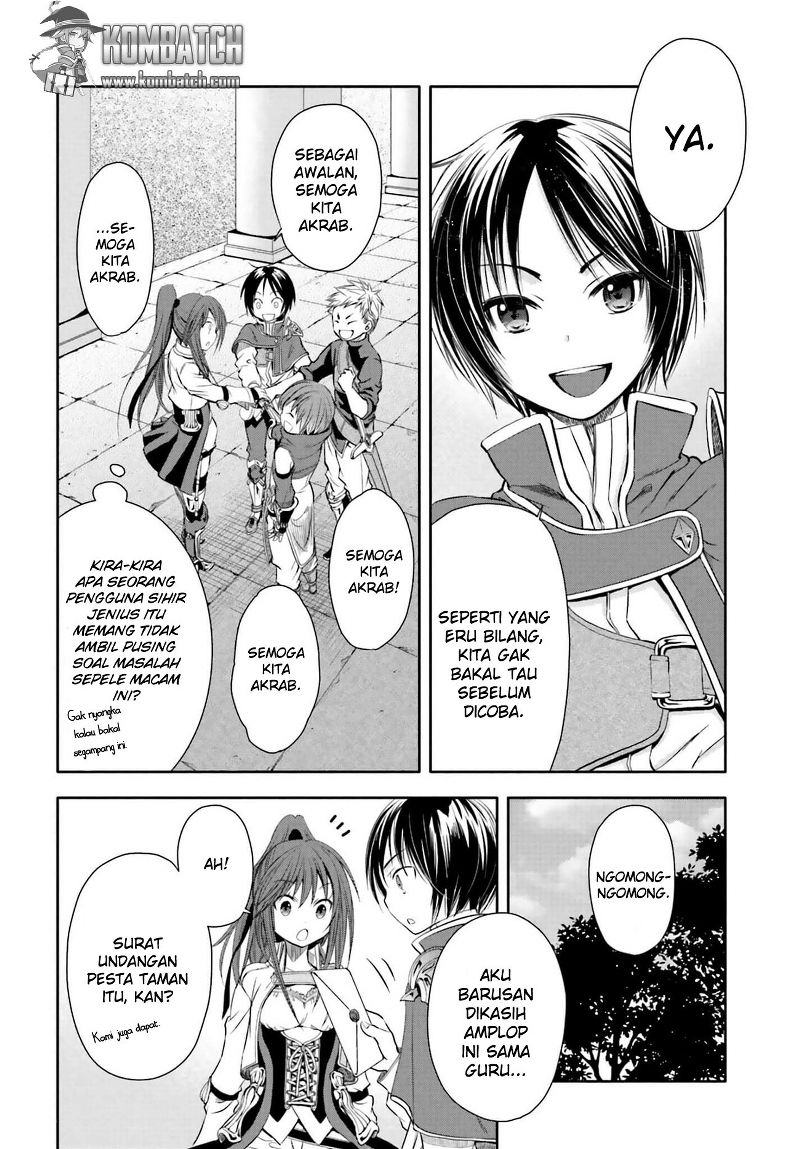 KOMBATCH
www.kombatch.com
YA.
SEPERTI YANG
ERU BILANG,
KITA GAK
BAKAL TAU
SEBELUM
DICOBA.
SEBAGAI
AWALAN,
SEMOGA
KITA
AKRAB.
...SE-
MOGA
KITA
AKRAB.
SEMOGA
KITA
AKRAB!
SEMOGA
KITA
AKRAB.
KIRA-KIRA
APA SEORANG
PENGGUNA SIHIR
JENIUS ITU
MEMANG TIDAK
AMBIL PUSING
SOAL MASALAH
SEPELE MACAM
INI?
Gak nyangka
kalau bakal
segampang ini.
NGOMONG-
NGOMONG.
AKU
BARUSAN
DIKASIH
AMPLOP
INI SAMA
GURU...
AH!
SURAT
UNDANGAN
PESTA TAMAN
ITU, KAN?
Kami juga dapat.